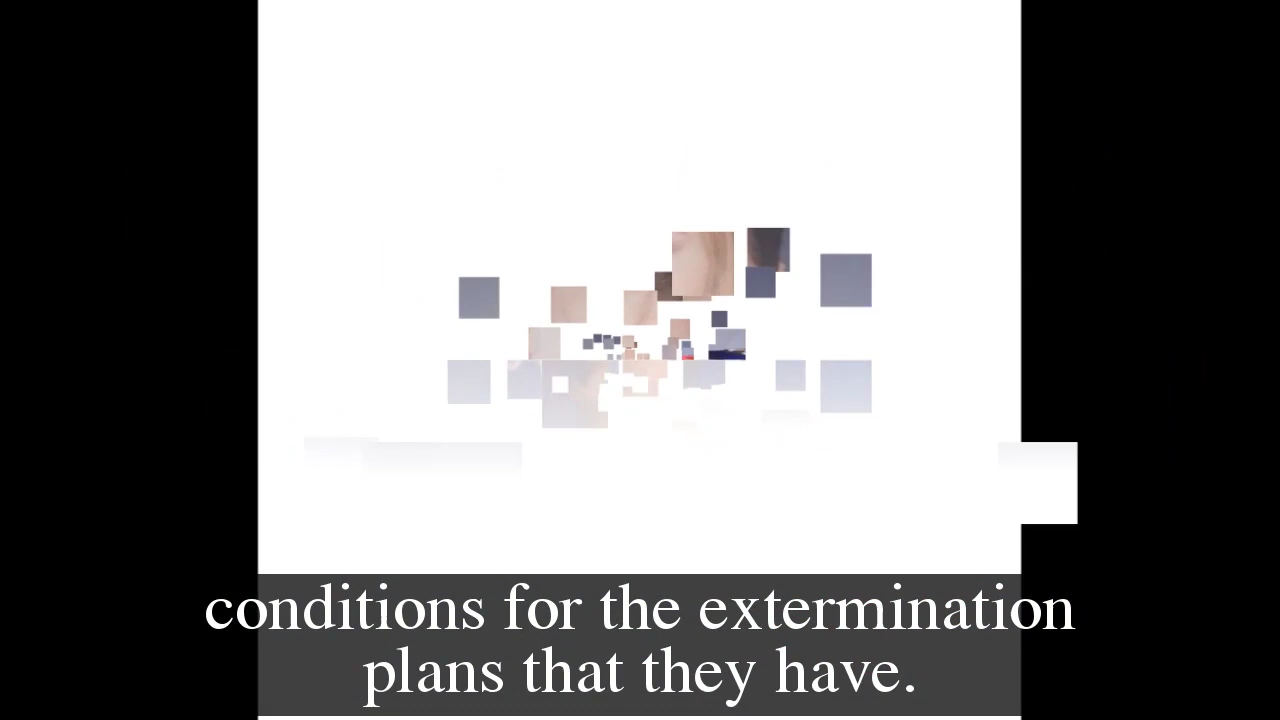 conditions for the extermination
plans that they have.